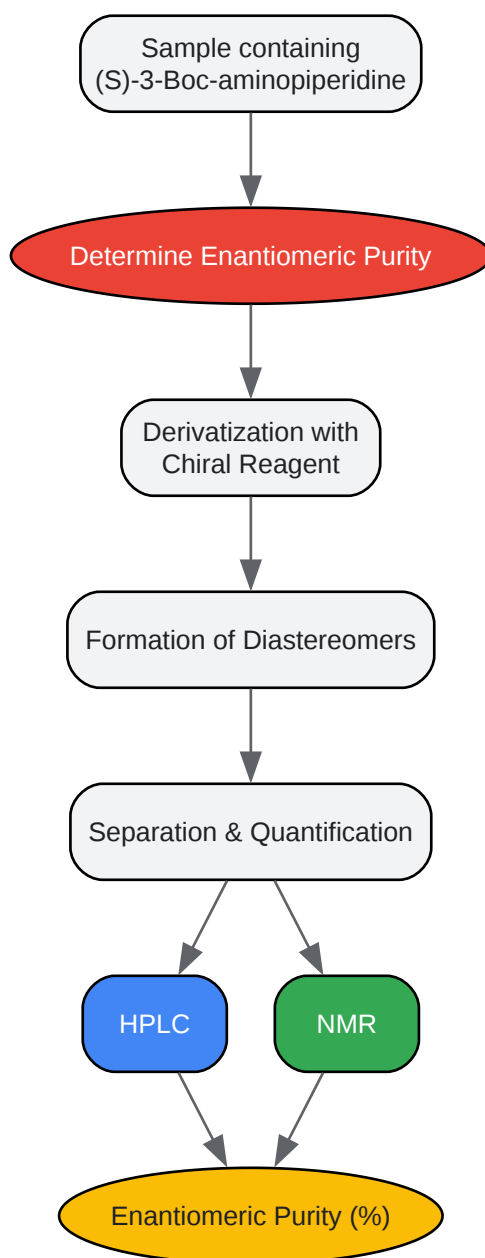 Sample containing
(S)-3-Boc-aminopiperidine
Determine Enantiomeric Purity
Derivatization with
Chiral Reagent
Formation of Diastereomers
Separation & Quantification
HPLC
NMR
Enantiomeric Purity (%)